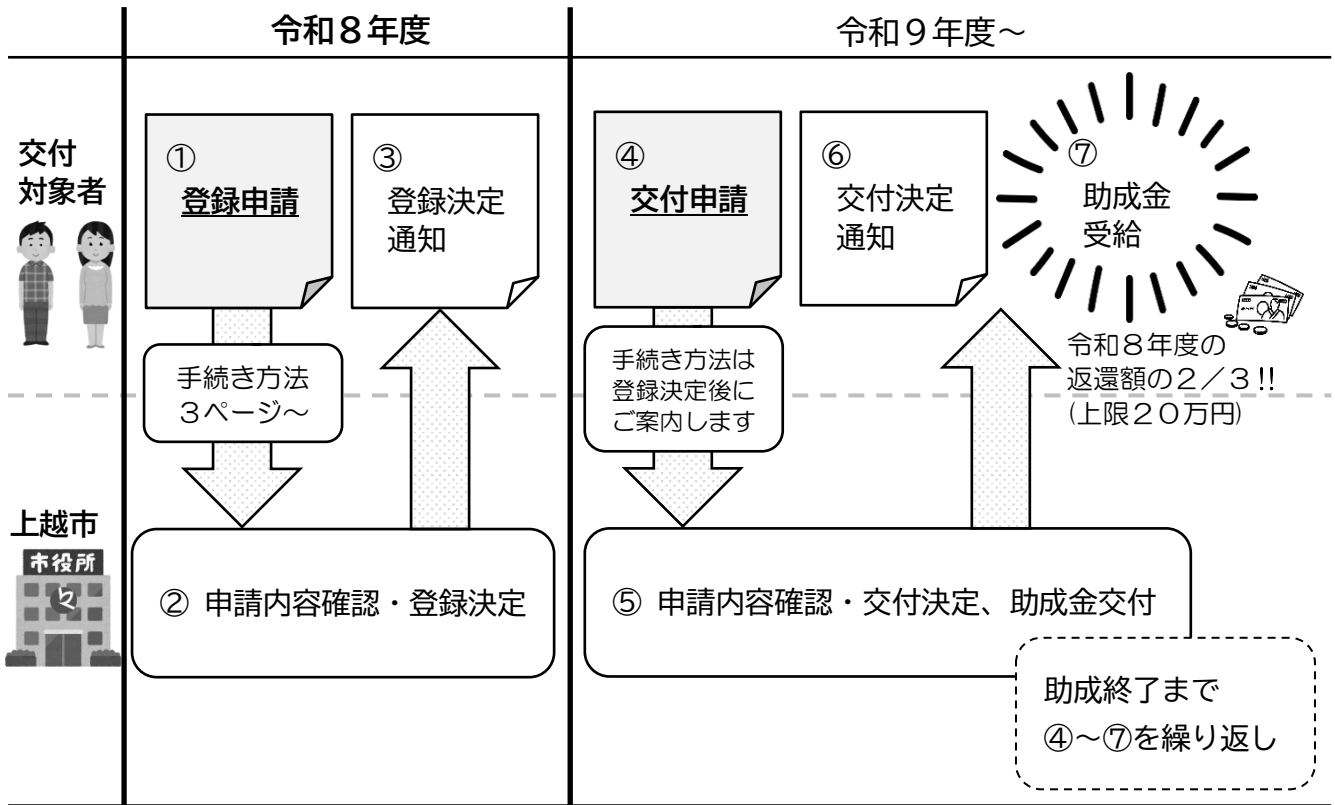 令和８年度
令和９年度～
交付
対象者
①
登録申請
③
登録決定
通知
④
交付申請
⑥
交付決定
通知
⑦
助成金
受給
手続き方法
３ページ～
手続き方法は
登録決定後に
ご案内します
令和８年度の
返還額の２／３!!
(上限２０万円)
上越市
市役所
② 申請内容確認・登録決定
⑤ 申請内容確認・交付決定、助成金交付
助成終了まで
④～⑦を繰り返し